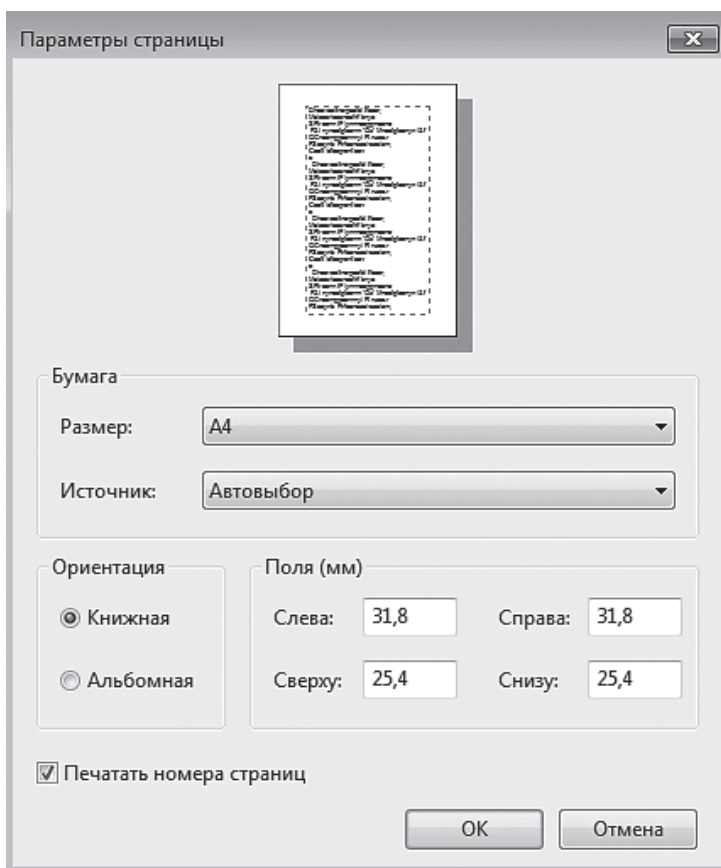 Параметры страницы
Бумага
Размер: A4
Источник: Автовыбор
Ориентация Поля (мм)
Книжная Слева: 31,8 Справа: 31,8
Альбомная Сверху: 25,4 Снизу: 25,4
Печатать номера страниц
ОК Отмена